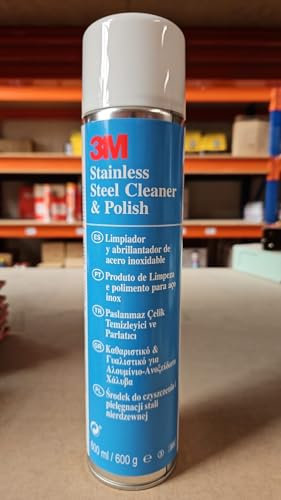 3M
Stainless
Steel Cleaner
& Polish
ES Limpiador
y abrillantador de
acero inoxidable
PT Produto de Limpeza
e polimento para aço
inox
TR Paslanmaz Çelik
Temizleyici ve
Parlatıcı
GR Καθαριστικό &
Γυαλιστικό για
Αλουμίνιο-Ανοξείδωτο
Χάλυβα
PL Środek do czyszczenia i
pielęgnacji stali
nierdzewnej
600 ml / 600 g e